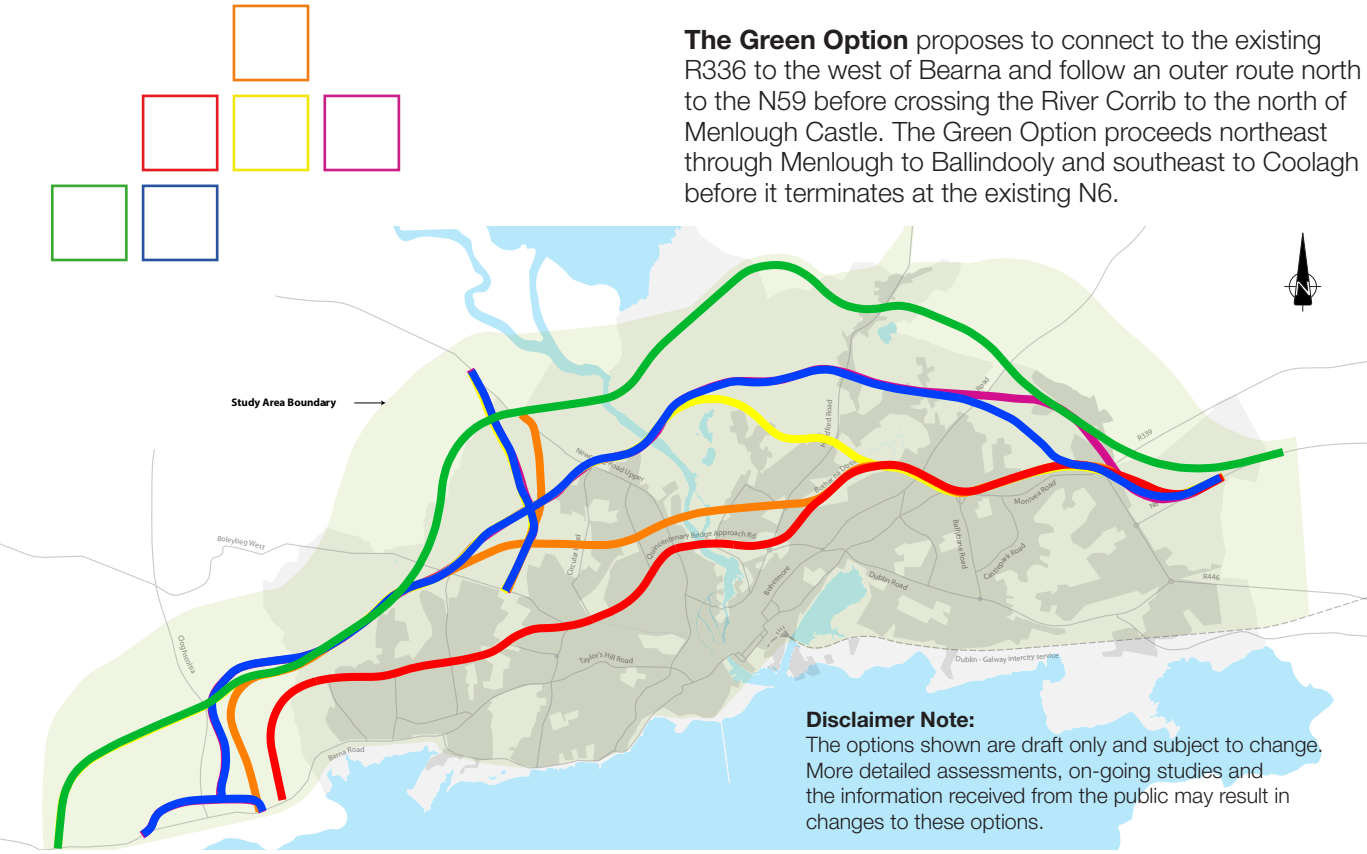 The Green Option proposes to connect to the existing
R336 to the west of Bearna and follow an outer route north
to the N59 before crossing the River Corrib to the north of
Menlough Castle. The Green Option proceeds northeast
through Menlough to Ballindooly and southeast to Coolagh
before it terminates at the existing N6.
N
Study Area Boundary
Road
R339
Road Upper
Boleybeg West
Monivea Road
Quincentenary Bridge Approach Rd
Circular Road
Ballybane Road
Castlepark Road
Bohermore
Dublin Road
R446
Taylor's Hill Road
Dublin - Galway intercity service
Barna Road
Disclaimer Note:
The options shown are draft only and subject to change.
More detailed assessments, on-going studies and
the information received from the public may result in
changes to these options.